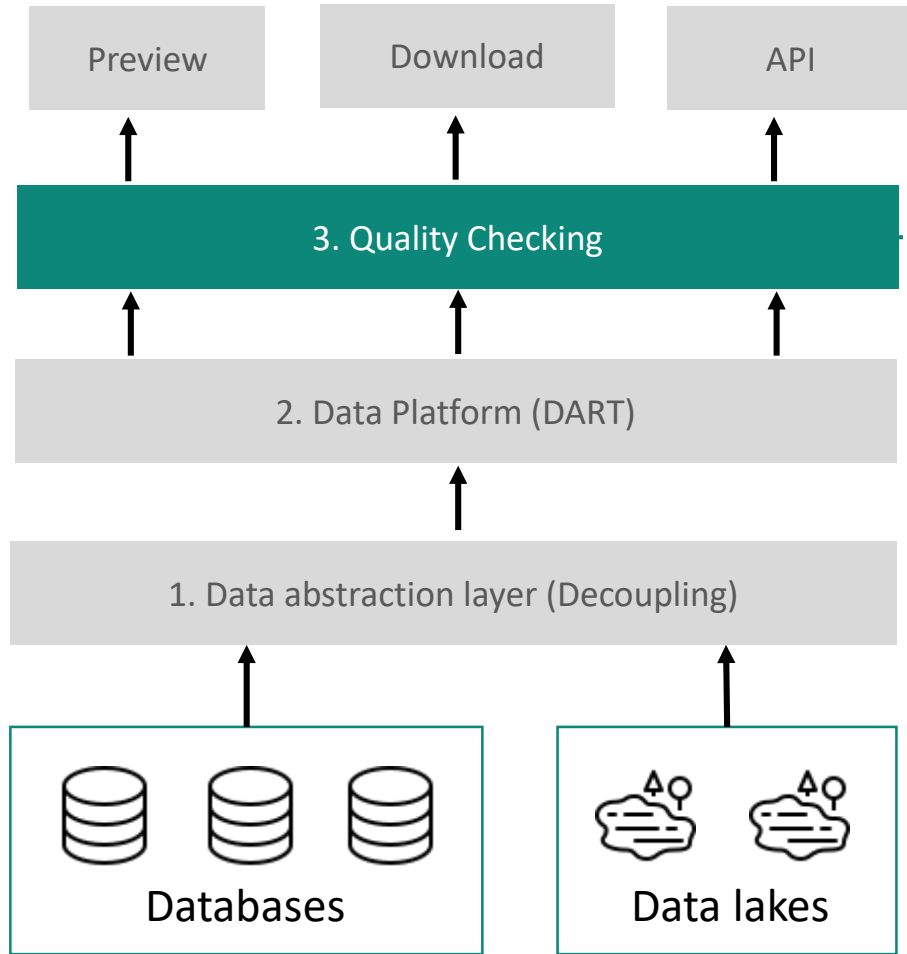 Preview
Download
API
3. Quality Checking
2. Data Platform (DART)
1. Data abstraction layer (Decoupling)
Databases
Data lakes